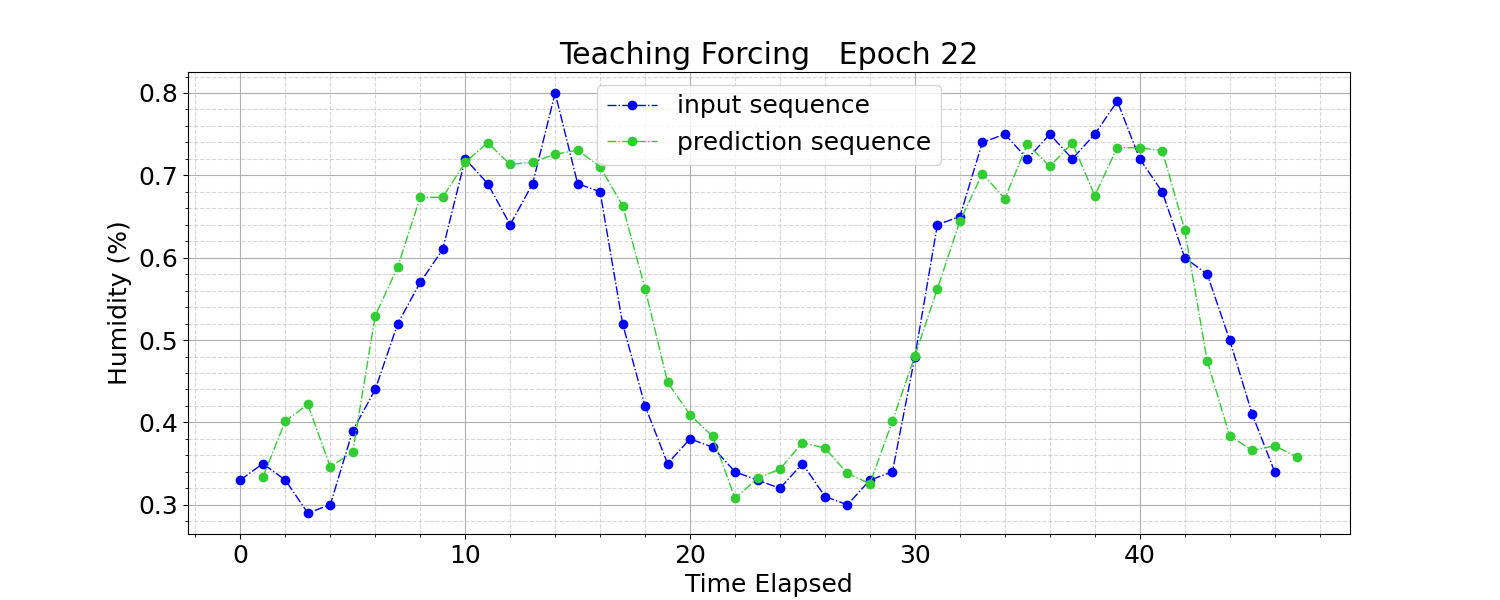 Teaching Forcing   Epoch 22
input sequence
prediction sequence
Humidity (%)
0.8
0.7
0.6
0.5
0.4
0.3
0 10 20 30 40
Time Elapsed